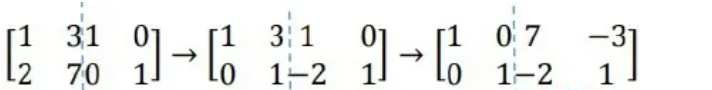 [1 3 1 0] → [1 3 1 0] → [1 0 7 -3]
[2 7 0 1] [0 1 -2 1] [0 1 -2 1]